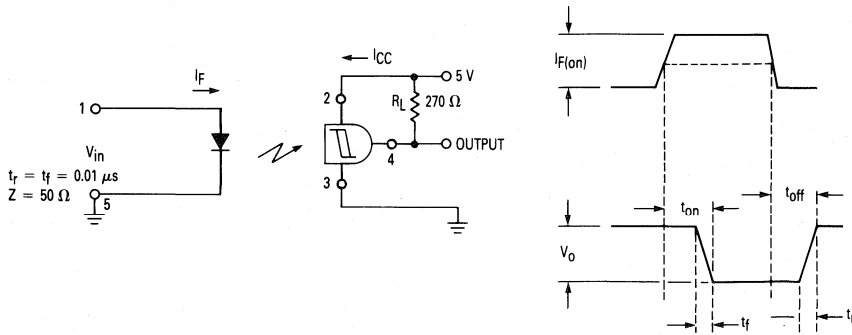 I_F
1
V_in
t_r = t_f = 0.01 μs
Z = 50 Ω
5
I_CC
2
5 V
R_L 270 Ω
4
OUTPUT
3
I_F(on)
t_on
t_off
V_o
t_f